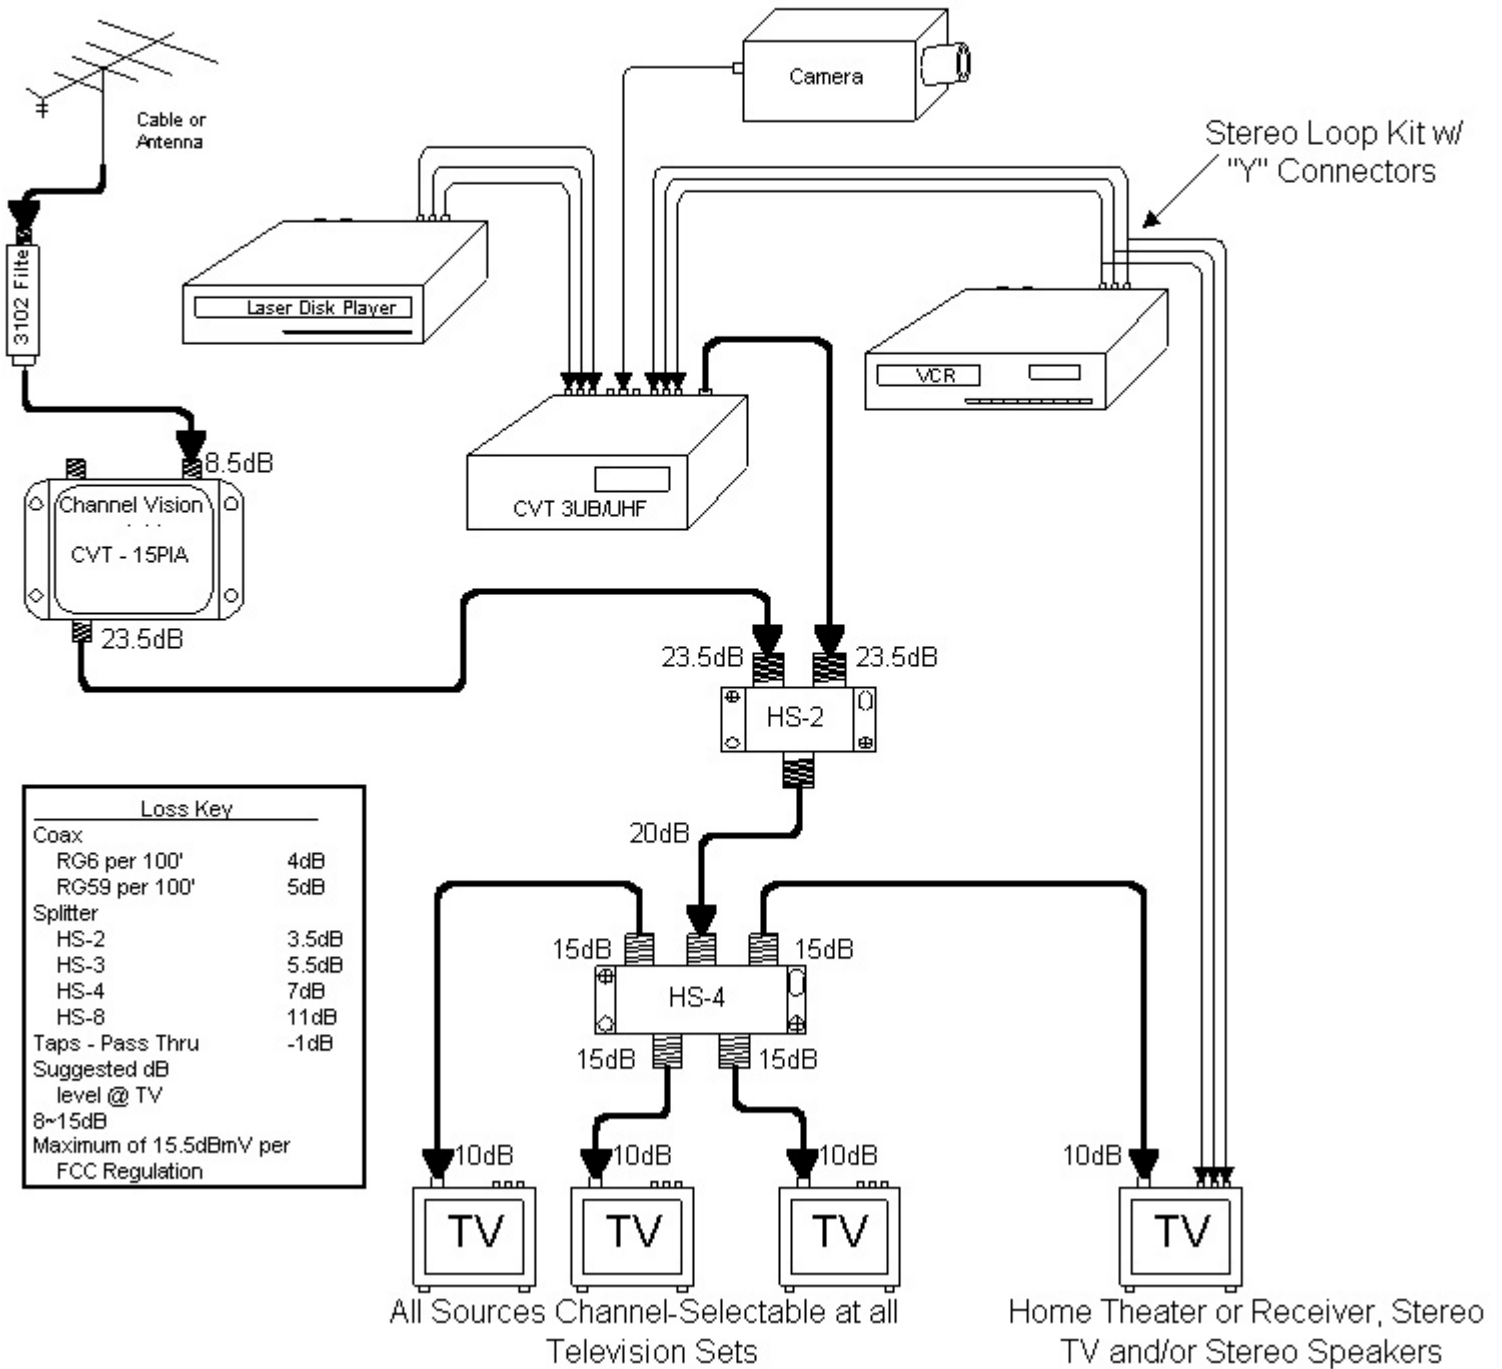 Camera
Cable or
Antenna
Stereo Loop Kit w/
"Y" Connectors
3102 Filte
Laser Disk Player
VCR
8.5dB
Channel Vision
CVT - 15PIA
CVT 3UB/UHF
23.5dB
23.5dB
23.5dB
HS-2
Loss Key
Coax
RG6 per 100' 4dB
RG59 per 100' 5dB
Splitter
HS-2 3.5dB
HS-3 5.5dB
HS-4 7dB
HS-8 11dB
Taps - Pass Thru -1dB
Suggested dB
level @ TV
8~15dB
Maximum of 15.5dBmV per
FCC Regulation
20dB
15dB
15dB
HS-4
15dB
15dB
10dB
10dB
10dB
10dB
TV
TV
TV
TV
All Sources Channel-Selectable at all
Television Sets
Home Theater or Receiver, Stereo
TV and/or Stereo Speakers